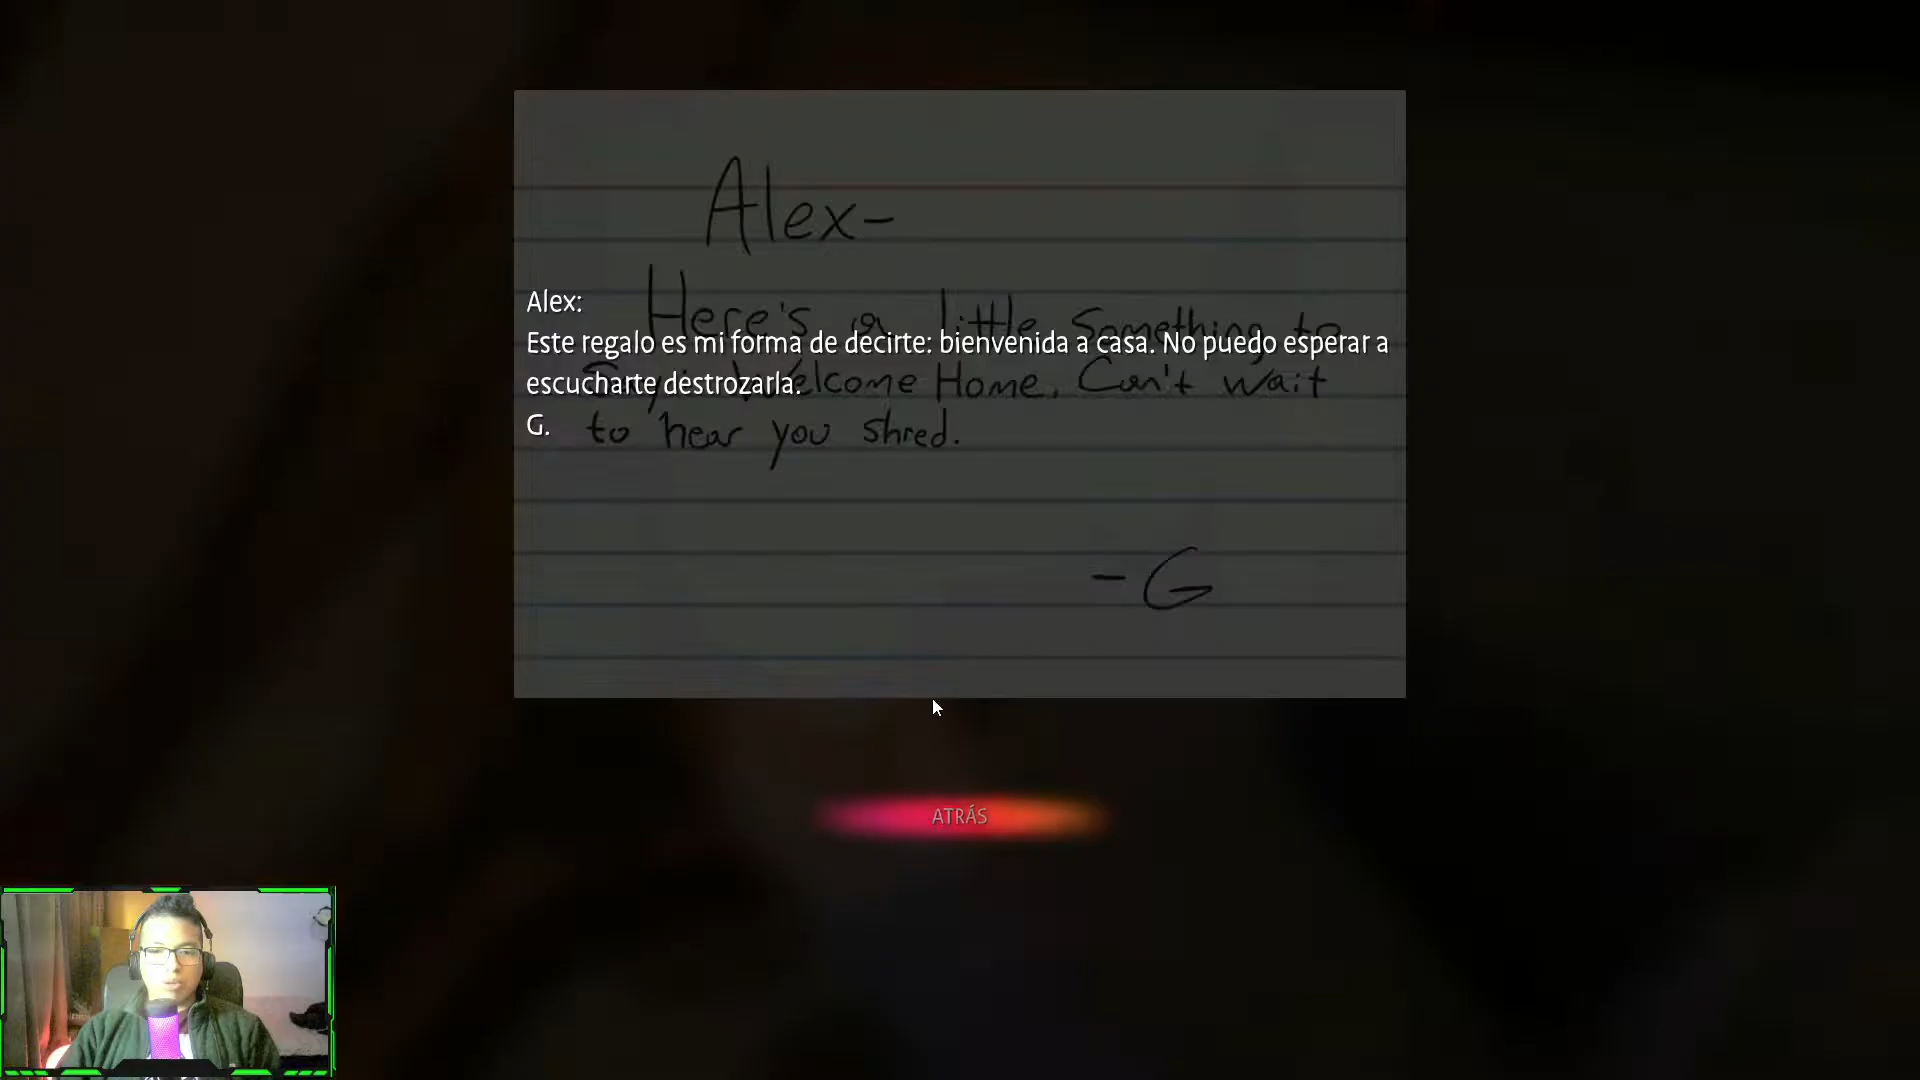 Alex-
Here's a little something to
Say: Welcome Home. Can't wait
to hear you shred.
-G
Alex:
Este regalo es mi forma de decirte: bienvenida a casa. No puedo esperar a
escucharte destrozarla.
G.
ATRÁS